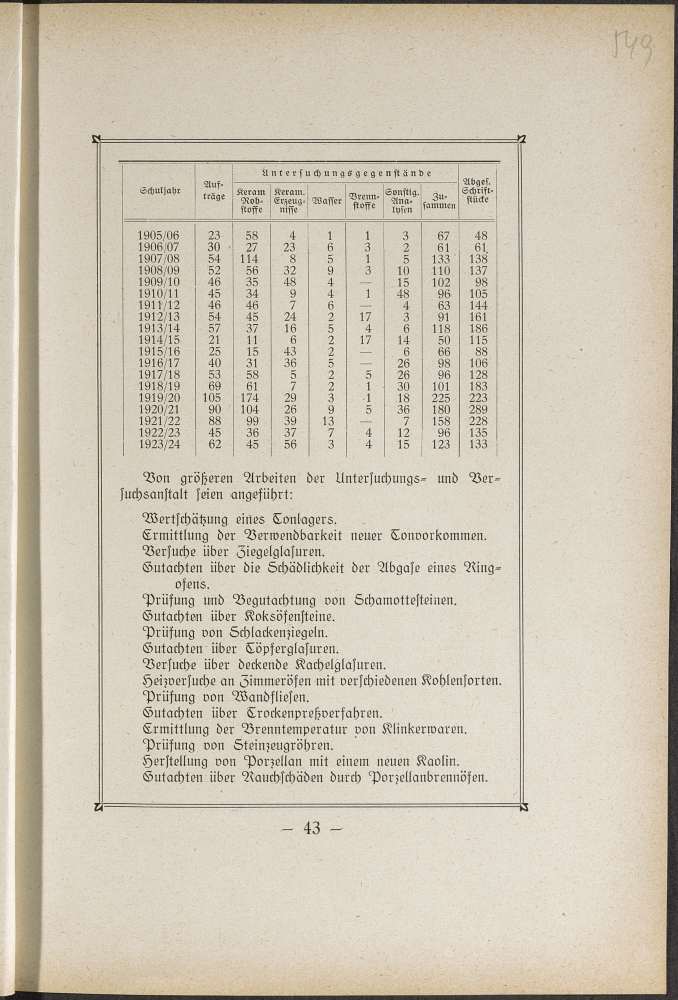 549
Schuljahr Auf- Untersuchungsgegenstände Abges.
träge Keram Keram. Wasser Brenn- Sonstig. Zu- Schrift-
Roh- Erzeug- stoffe Ana- sammen stücke
stoffe nisse lysen
1905/06 23 58 4 1 1 3 67 48
1906/07 30 27 23 6 3 2 61 61
1907/08 54 114 8 5 1 5 133 138
1908/09 52 56 32 9 3 10 110 137
1909/10 46 35 48 4 — 15 102 98
1910/11 45 34 9 4 1 48 96 105
1911/12 46 46 7 6 — 4 63 144
1912/13 54 45 24 2 17 3 91 161
1913/14 57 37 16 5 4 6 118 186
1914/15 21 11 6 2 17 14 50 115
1915/16 25 15 43 2 — 6 66 88
1916/17 40 31 36 5 — 26 98 106
1917/18 53 58 5 2 5 26 96 128
1918/19 69 61 7 2 1 30 101 183
1919/20 105 174 29 3 1 18 225 223
1920/21 90 104 26 9 5 36 180 289
1921/22 88 99 39 13 — 7 158 228
1922/23 45 36 37 7 4 12 96 135
1923/24 62 45 56 3 4 15 123 133
Von größeren Arbeiten der Untersuchungs- und Ver-
suchsanstalt seien angeführt:
Wertschätzung eines Tonlagers.
Ermittlung der Verwendbarkeit neuer Tonvorkommen.
Versuche über Ziegelglasuren.
Gutachten über die Schädlichkeit der Abgase eines Ring-
ofens.
Prüfung und Begutachtung von Schamottesteinen.
Gutachten über Koksöfensteine.
Prüfung von Schlackenziegeln.
Gutachten über Töpferglasuren.
Versuche über deckende Kachelglasuren.
Heizversuche an Zimmeröfen mit verschiedenen Kohlensorten.
Prüfung von Wandfliesen.
Gutachten über Trockenpreßverfahren.
Ermittlung der Brenntemperatur von Klinkerwaren.
Prüfung von Steinzeugröhren.
Herstellung von Porzellan mit einem neuen Kaolin.
Gutachten über Rauchschäden durch Porzellanbrennöfen.
— 43 —